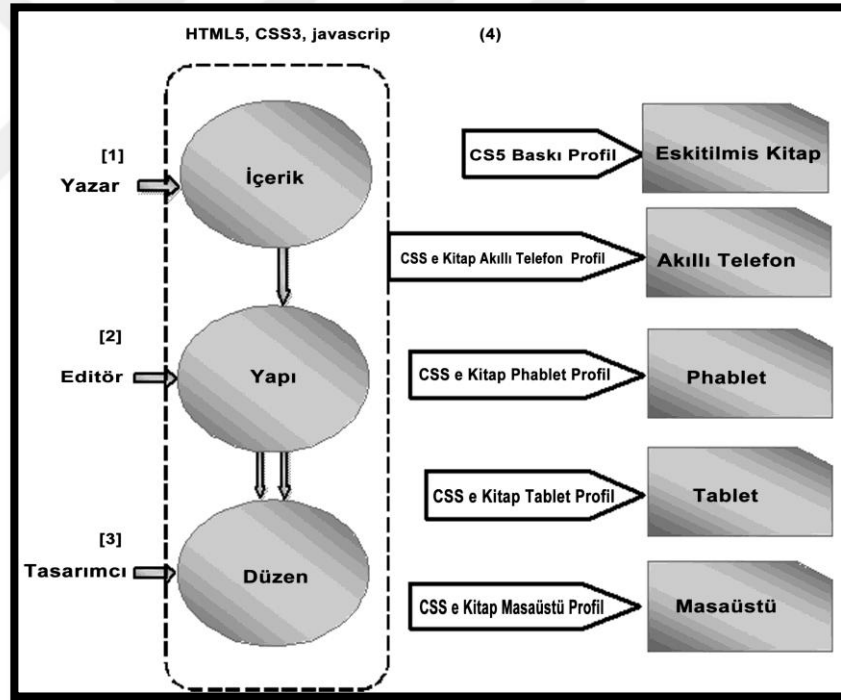 HTML5, CSS3, javascrip (4)
[1]
Yazar
İçerik
CS5 Baskı Profil
Eskitilmis Kitap
CSS e Kitap Akıllı Telefon Profil
Akıllı Telefon
[2]
Editör
Yapı
CSS e Kitap Phablet Profil
Phablet
CSS e Kitap Tablet Profil
Tablet
[3]
Tasarımcı
Düzen
CSS e Kitap Masaüstü Profil
Masaüstü